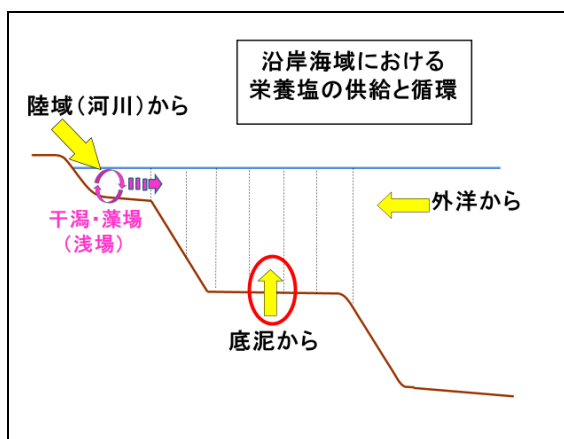 沿岸海域における
栄養塩の供給と循環
陸域(河川)から
干潟・藻場
(浅場)
外洋から
底泥から